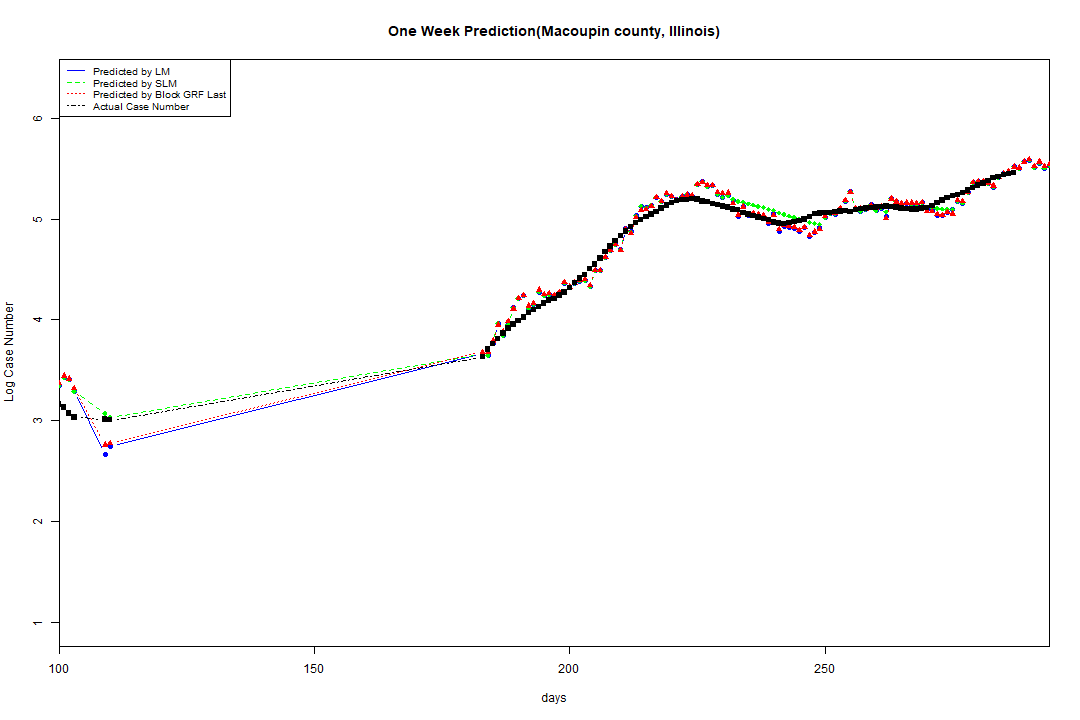 One Week Prediction(Macoupin county, Illinois)
Predicted by LM
Predicted by SLM
Predicted by Block GRF Last
Actual Case Number
6
5
4
3
2
1
Log Case Number
100
150
200
250
days